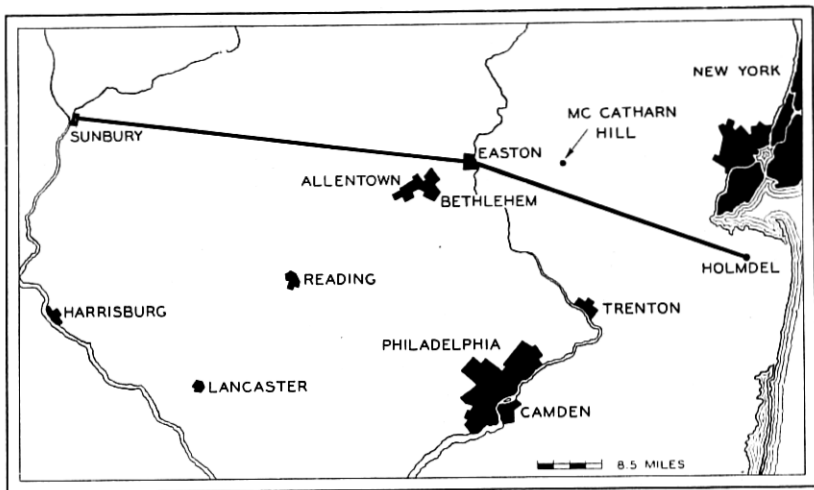 NEW YORK
MC CATHARN
HILL
SUNBURY
EASTON
ALLENTOWN
BETHLEHEM
HOLMDEL
READING
HARRISBURG
TRENTON
PHILADELPHIA
LANCASTER
CAMDEN
8.5 MILES